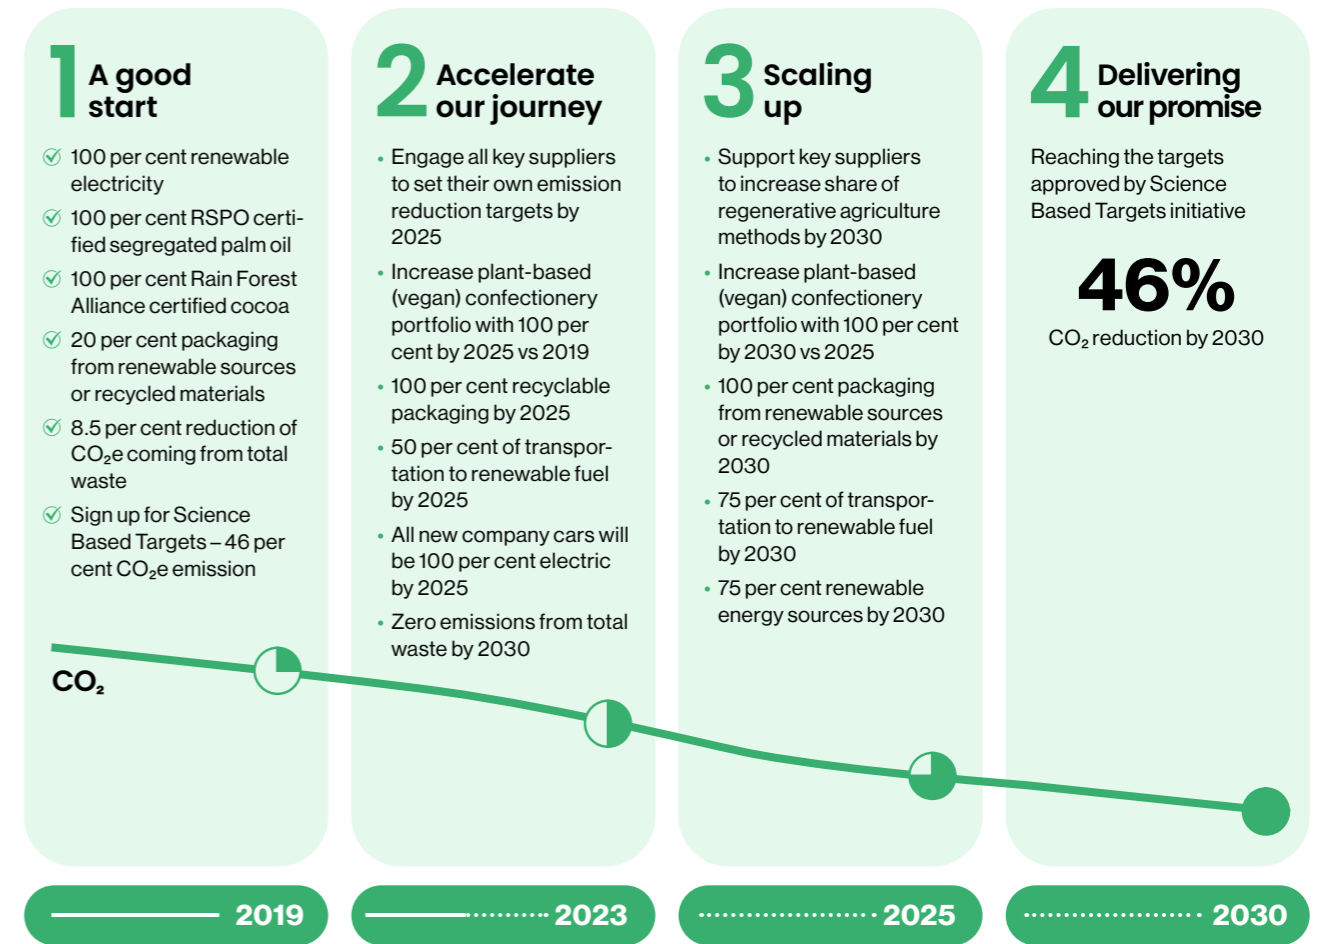 1 A good
start
100 per cent renewable
electricity
100 per cent RSPO certi-
fied segregated palm oil
100 per cent Rain Forest
Alliance certified cocoa
20 per cent packaging
from renewable sources
or recycled materials
8.5 per cent reduction of
CO₂e coming from total
waste
Sign up for Science
Based Targets – 46 per
cent CO₂e emission
2 Accelerate
our journey
• Engage all key suppliers
to set their own emission
reduction targets by
2025
• Increase plant-based
(vegan) confectionery
portfolio with 100 per
cent by 2025 vs 2019
• 100 per cent recyclable
packaging by 2025
• 50 per cent of transpor-
tation to renewable fuel
by 2025
• All new company cars will
be 100 per cent electric
by 2025
• Zero emissions from total
waste by 2030
3 Scaling
up
• Support key suppliers
to increase share of
regenerative agriculture
methods by 2030
• Increase plant-based
(vegan) confectionery
portfolio with 100 per cent
by 2030 vs 2025
• 100 per cent packaging
from renewable sources
or recycled materials by
2030
• 75 per cent of transpor-
tation to renewable fuel
by 2030
• 75 per cent renewable
energy sources by 2030
4 Delivering
our promise
Reaching the targets
approved by Science
Based Targets initiative
46%
CO₂ reduction by 2030
CO₂
2019
2023
2025
2030